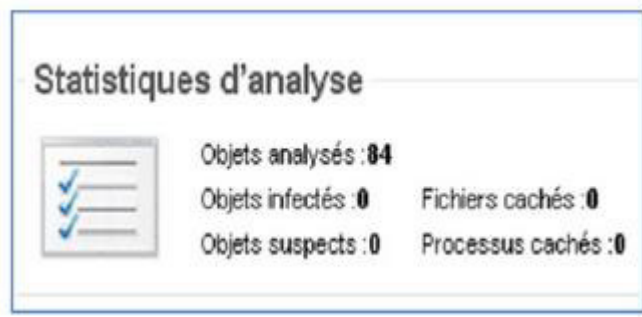 Statistiques d'analyse
Objets analysés :84
Objets infectés :0 Fichiers cachés :0
Objets suspects :0 Processus cachés :0